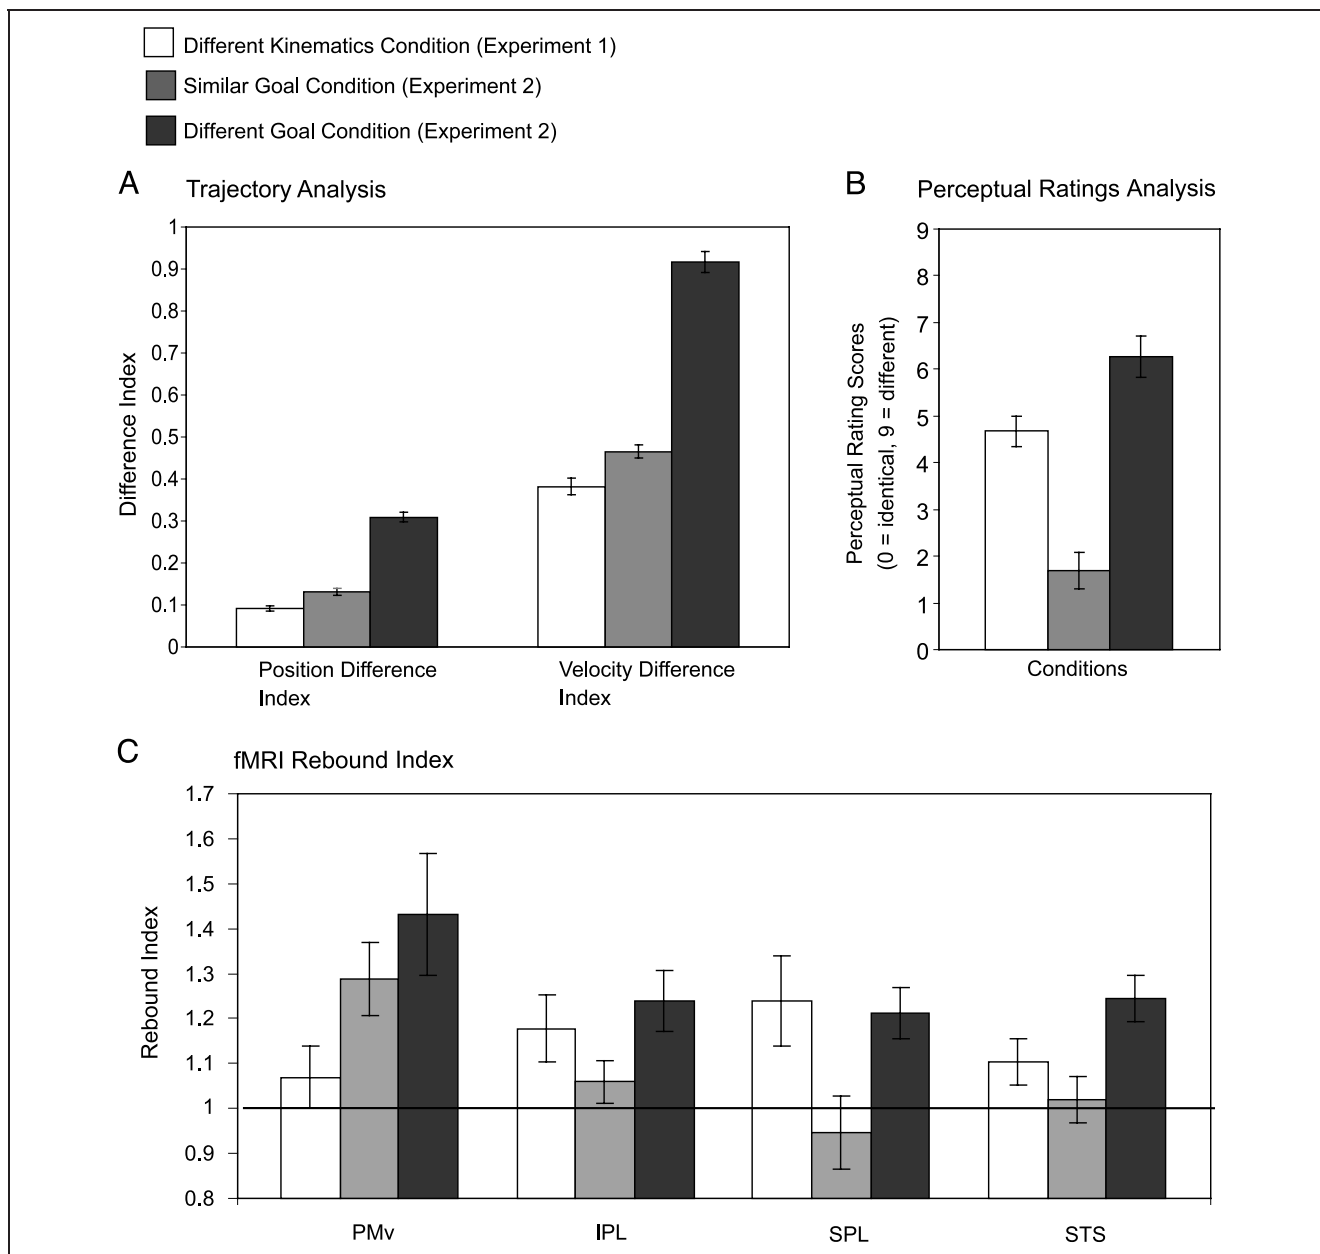 Different Kinematics Condition (Experiment 1)
Similar Goal Condition (Experiment 2)
Different Goal Condition (Experiment 2)
A Trajectory Analysis
1
0.9
0.8
0.7
0.6
0.5
0.4
0.3
0.2
0.1
0
Difference Index
Position Difference
Index
Velocity Difference
Index
B Perceptual Ratings Analysis
9
8
7
6
5
4
3
2
1
0
Perceptual Rating Scores
(0 = identical, 9 = different)
Conditions
C fMRI Rebound Index
1.7
1.6
1.5
1.4
1.3
1.2
1.1
1
0.9
0.8
Rebound Index
PMv
IPL
SPL
STS